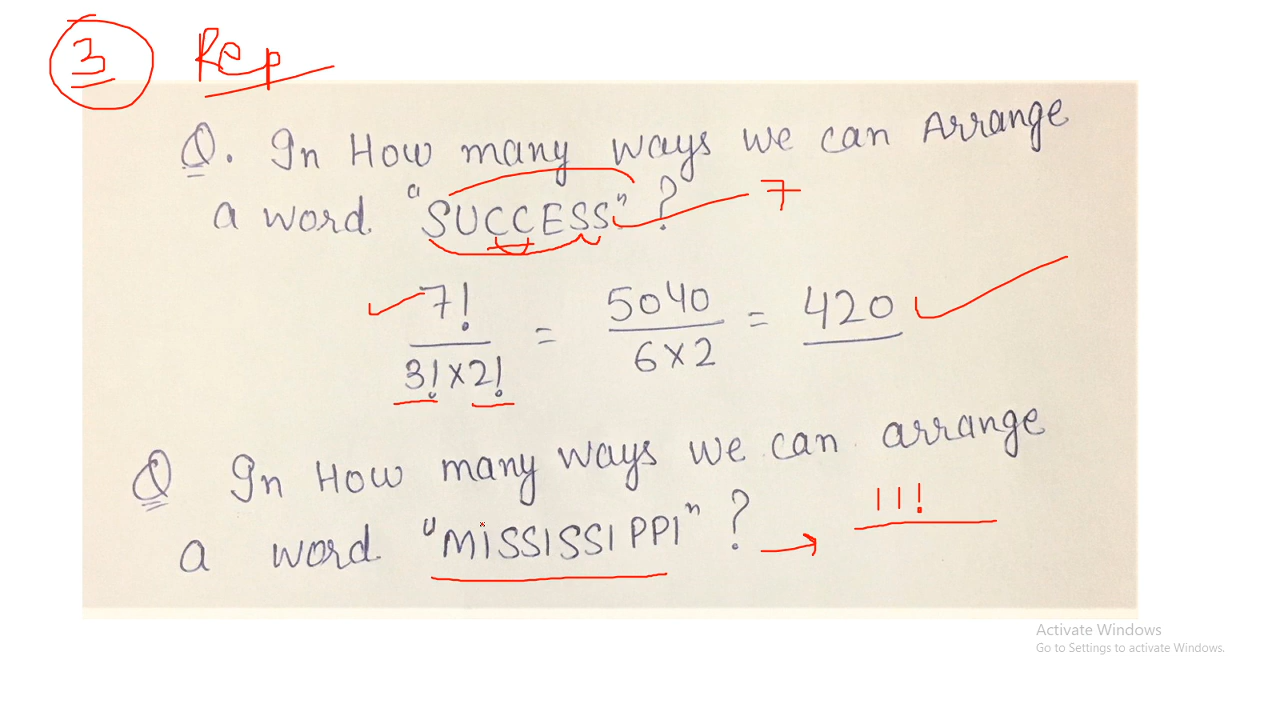 3 Rep
Q. In How many ways we can Arrange
a word "SUCCESS" ? 7
7! / 3! × 2! = 5040 / 6 × 2 = 420
Q In How many ways we can arrange
a word "MiSSISSIPPI" ? → 11!
Activate Windows
Go to Settings to activate Windows.